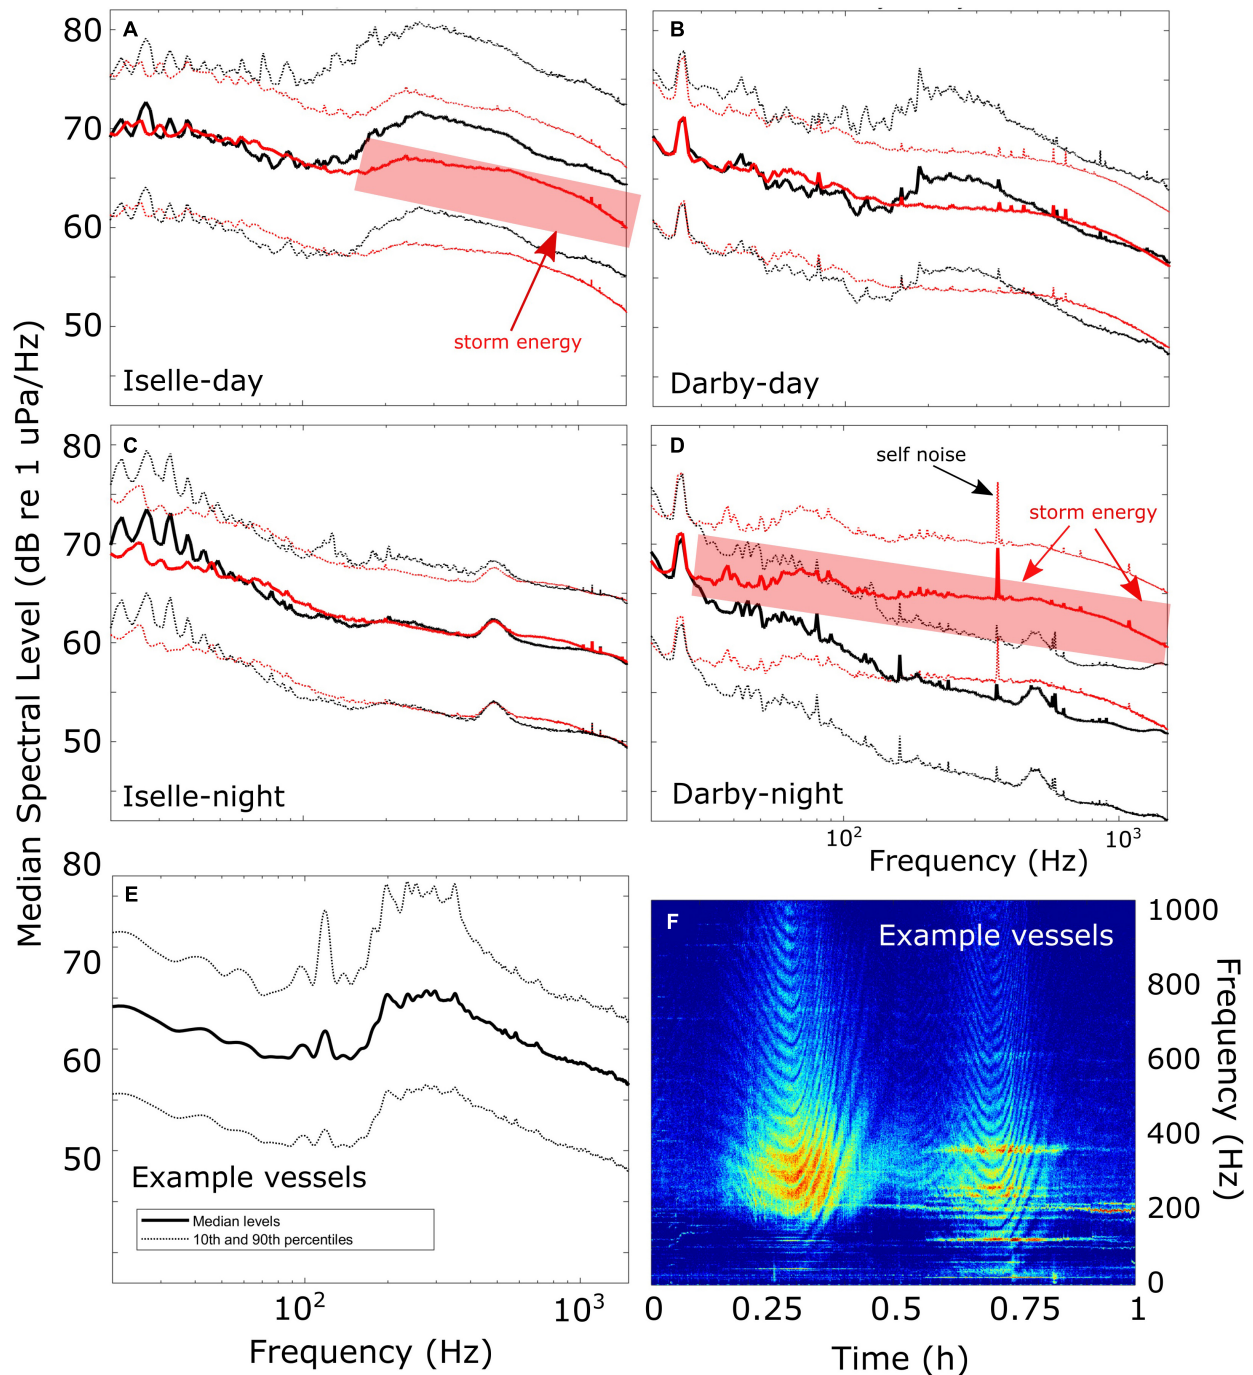 Median Spectral Level (dB re 1 uPa/Hz)
A
80
70
60
50
storm energy
Iselle-day
B
Darby-day
C
80
70
60
50
Iselle-night
D
self noise
storm energy
Darby-night
10² 10³
Frequency (Hz)
E
80
70
60
50
Example vessels
Median levels
10th and 90th percentiles
10² 10³
Frequency (Hz)
F
Example vessels
1000
800
600
400
200
0
Frequency (Hz)
0 0.25 0.5 0.75 1
Time (h)